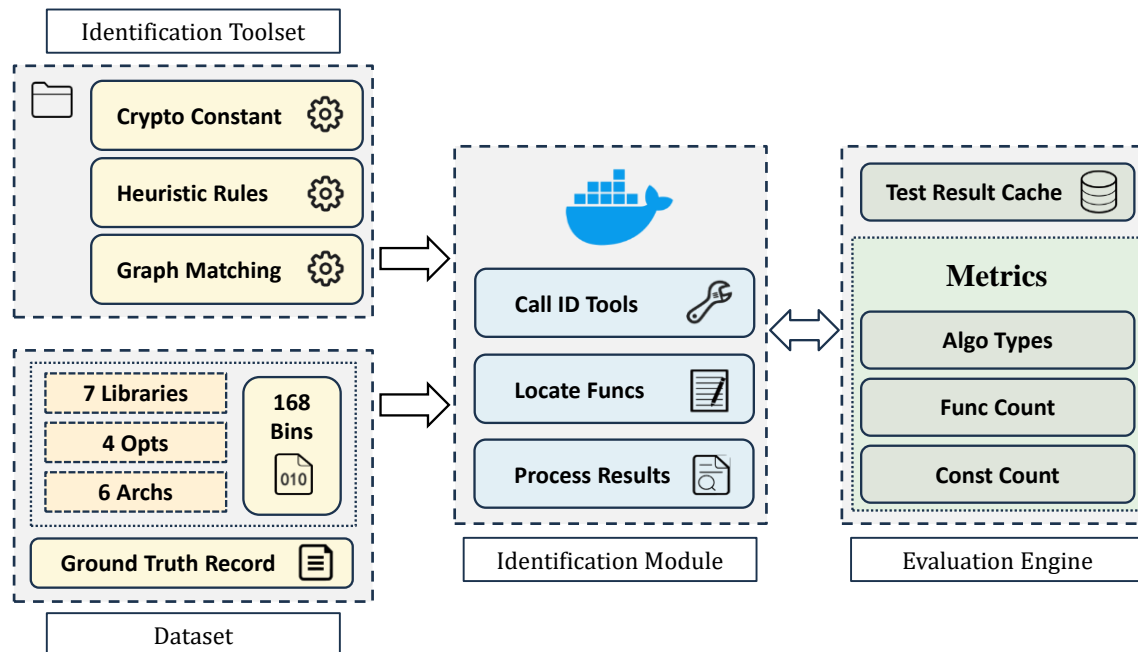 Identification Toolset
Crypto Constant
Heuristic Rules
Graph Matching
7 Libraries
4 Opts
6 Archs
168
Bins
010
Ground Truth Record
Dataset
Call ID Tools
Locate Funcs
Process Results
Identification Module
Test Result Cache
Metrics
Algo Types
Func Count
Const Count
Evaluation Engine